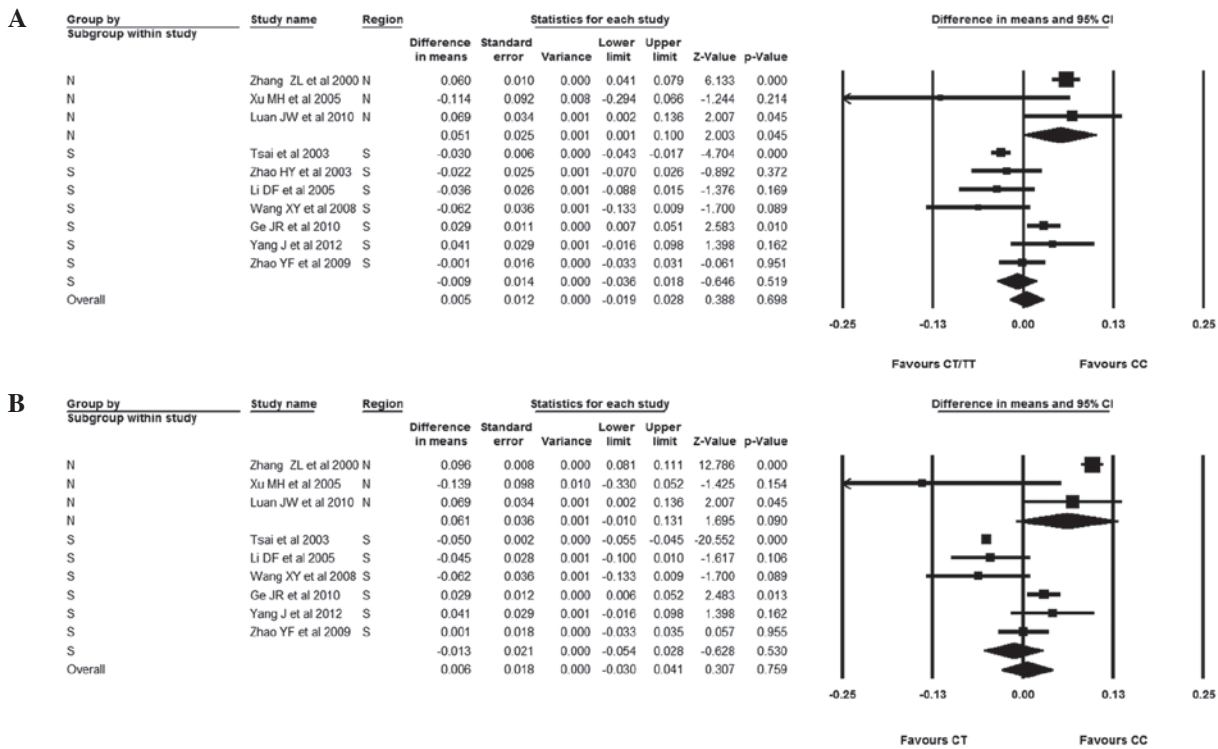 A
Group by Study name Region Statistics for each study Difference in means and 95% CI
Subgroup within study
Difference Standard Lower Upper
in means error Variance limit limit Z-Value p-Value
N Zhang ZL et al 2000 N 0.060 0.010 0.000 0.041 0.079 6.133 0.000
N Xu MH et al 2005 N -0.114 0.092 0.008 -0.294 0.066 -1.244 0.214
N Luan JW et al 2010 N 0.069 0.034 0.001 0.002 0.136 2.007 0.045
N 0.051 0.025 0.001 0.001 0.100 2.003 0.045
S Tsai et al 2003 S -0.030 0.006 0.000 -0.043 -0.017 -4.704 0.000
S Zhao HY et al 2003 S -0.022 0.025 0.001 -0.070 0.026 -0.892 0.372
S Li DF et al 2005 S -0.036 0.026 0.001 -0.088 0.015 -1.376 0.169
S Wang XY et al 2008 S -0.062 0.036 0.001 -0.133 0.009 -1.700 0.089
S Ge JR et al 2010 S 0.029 0.011 0.000 0.007 0.051 2.583 0.010
S Yang J et al 2012 S 0.041 0.029 0.001 -0.016 0.098 1.398 0.162
S Zhao YF et al 2009 S -0.001 0.016 0.000 -0.033 0.031 -0.061 0.951
S -0.009 0.014 0.000 -0.036 0.018 -0.646 0.519
Overall 0.005 0.012 0.000 -0.019 0.028 0.388 0.698
-0.25 -0.13 0.00 0.13 0.25
Favours CT/TT Favours CC
B
Group by Study name Region Statistics for each study Difference in means and 95% CI
Subgroup within study
Difference Standard Lower Upper
in means error Variance limit limit Z-Value p-Value
N Zhang ZL et al 2000 N 0.096 0.008 0.000 0.081 0.111 12.786 0.000
N Xu MH et al 2005 N -0.139 0.098 0.010 -0.330 0.052 -1.425 0.154
N Luan JW et al 2010 N 0.069 0.034 0.001 0.002 0.136 2.007 0.045
N 0.061 0.036 0.001 -0.010 0.131 1.695 0.090
S Tsai et al 2003 S -0.050 0.002 0.000 -0.055 -0.045 -20.552 0.000
S Li DF et al 2005 S -0.045 0.028 0.001 -0.100 0.010 -1.617 0.106
S Wang XY et al 2008 S -0.062 0.036 0.001 -0.133 0.009 -1.700 0.089
S Ge JR et al 2010 S 0.029 0.012 0.000 0.006 0.052 2.483 0.013
S Yang J et al 2012 S 0.041 0.029 0.001 -0.016 0.098 1.398 0.162
S Zhao YF et al 2009 S 0.001 0.018 0.000 -0.033 0.035 0.057 0.955
S -0.013 0.021 0.000 -0.054 0.028 -0.628 0.530
Overall 0.006 0.018 0.000 -0.030 0.041 0.307 0.759
-0.25 -0.13 0.00 0.13 0.25
Favours CT Favours CC